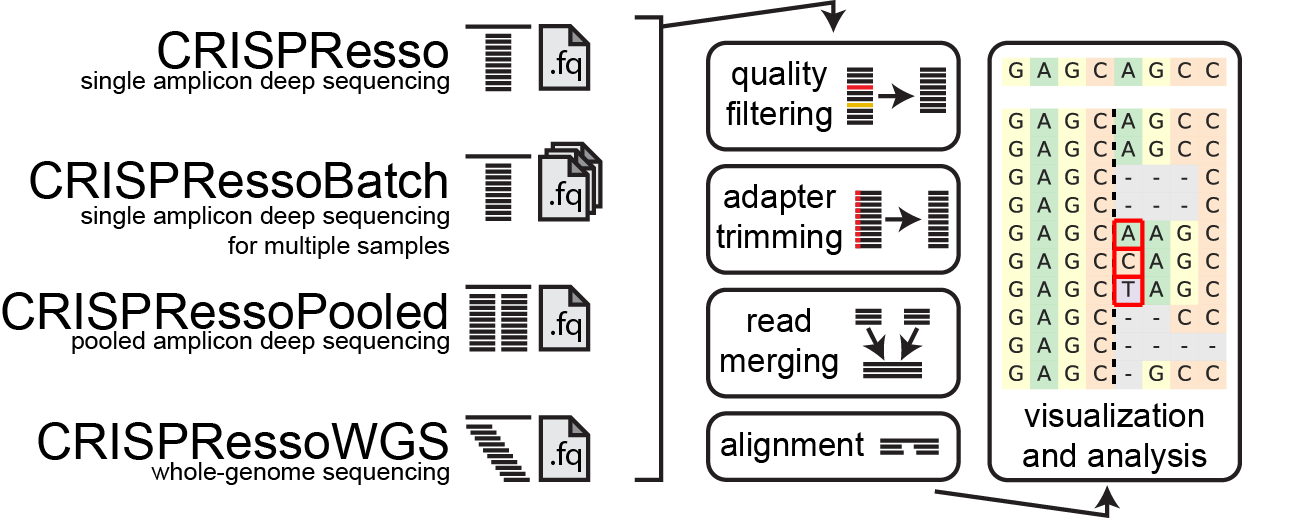 CRISPResso
single amplicon deep sequencing
.fq
CRISPRessoBatch
single amplicon deep sequencing
for multiple samples
.fq
CRISPRessoPooled
pooled amplicon deep sequencing
.fq
CRISPRessoWGS
whole-genome sequencing
.fq
quality
filtering
adapter
trimming
read
merging
alignment
G A G C A G C C
G A G C A G C C
G A G C A G C C
G A G C - - - C
G A G C - - - C
G A G C A A G C
G A G C C A G C
G A G C T A G C
G A G C - - C C
G A G C - - - -
G A G C - G C C
visualization
and analysis